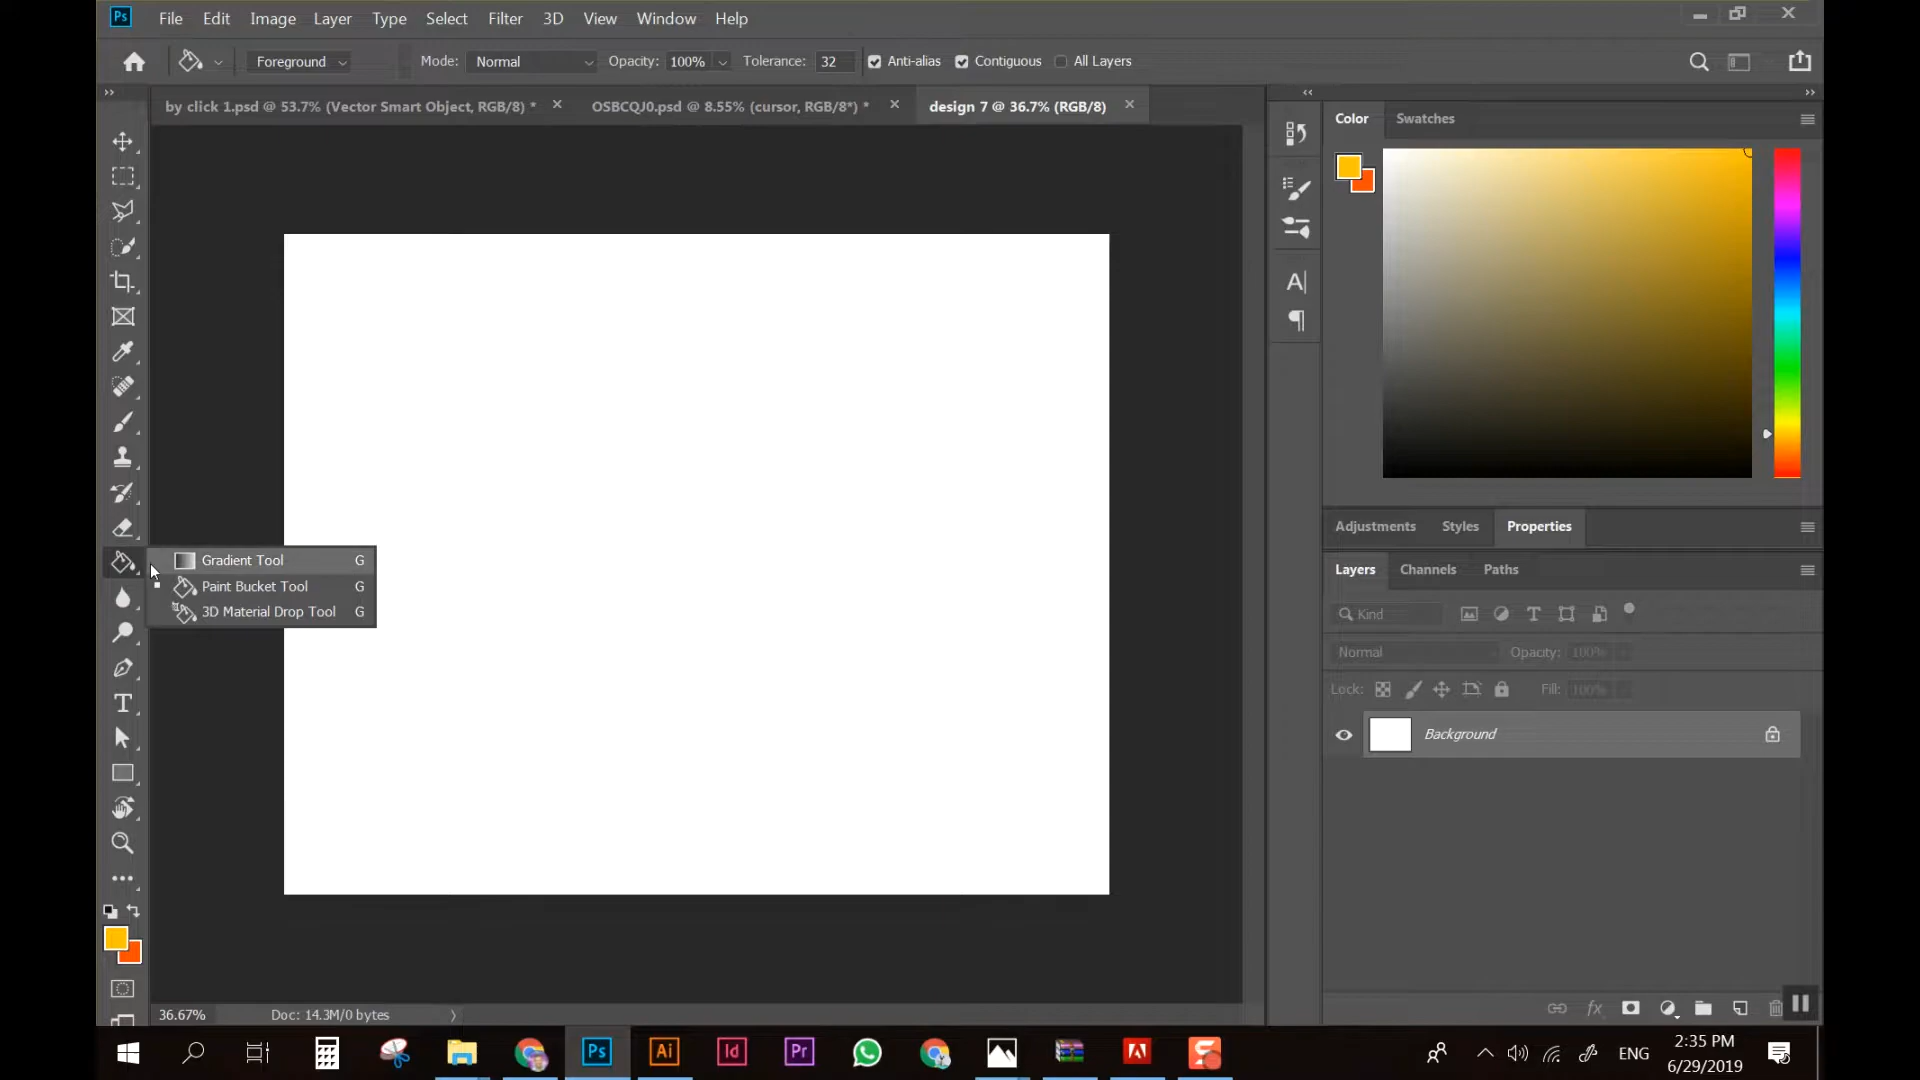 Ps File Edit Image Layer Type Select Filter 3D View Window Help
Foreground Mode: Normal Opacity: 100% Tolerance: 32 Anti-alias Contiguous All Layers
by click 1.psd @ 53.7% (Vector Smart Object, RGB/8) * OSBCQJ0.psd @ 8.55% (cursor, RGB/8*) * design 7 @ 36.7% (RGB/8)
Color Swatches
Adjustments Styles Properties
Layers Channels Paths
Kind
Normal Opacity: 100%
Lock: Fill: 100%
Background
Gradient Tool G
Paint Bucket Tool G
3D Material Drop Tool G
36.67% Doc: 14.3M/0 bytes
Ps Ai Id Pr ENG
2:35 PM
6/29/2019